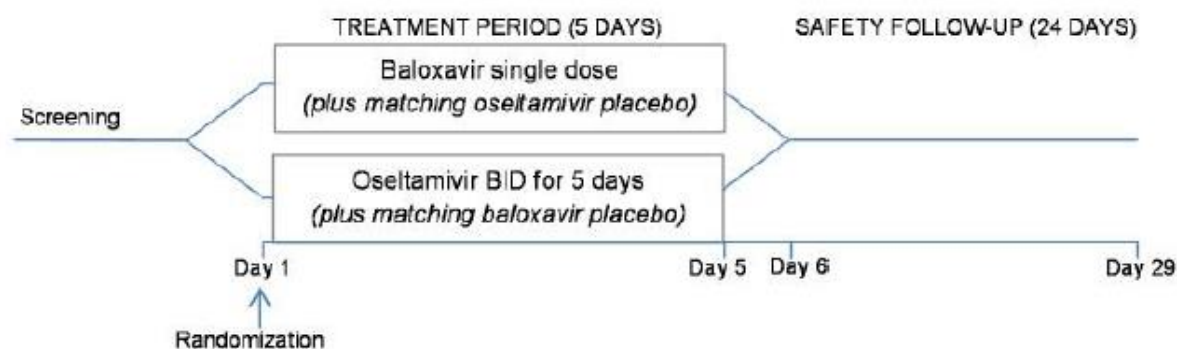 TREATMENT PERIOD (5 DAYS)
SAFETY FOLLOW-UP (24 DAYS)
Baloxavir single dose
(plus matching oseltamivir placebo)
Screening
Oseltamivir BID for 5 days
(plus matching baloxavir placebo)
Day 1
Day 5
Day 6
Day 29
Randomization